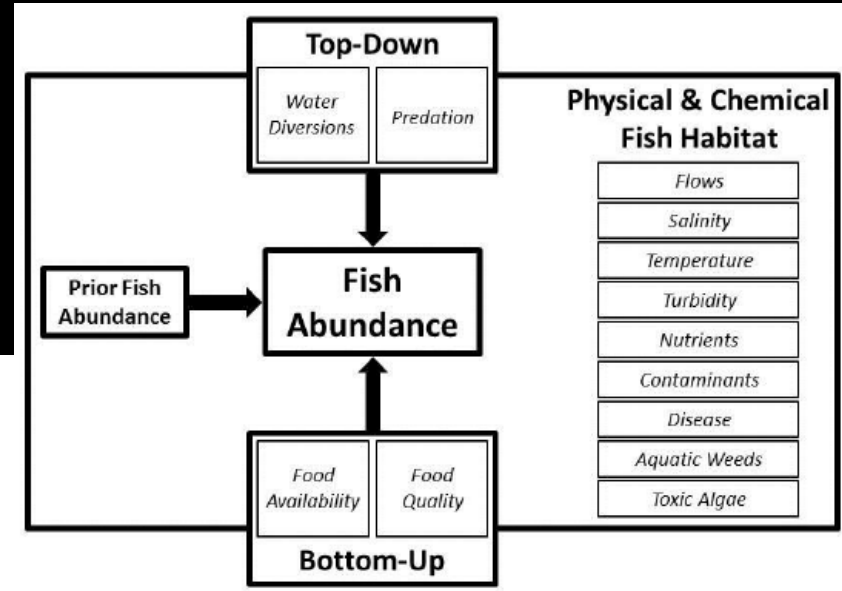 Top-Down
Water
Diversions
Predation
Physical & Chemical
Fish Habitat
Flows
Salinity
Temperature
Turbidity
Nutrients
Contaminants
Disease
Aquatic Weeds
Toxic Algae
Prior Fish
Abundance
Fish
Abundance
Food
Availability
Food
Quality
Bottom-Up